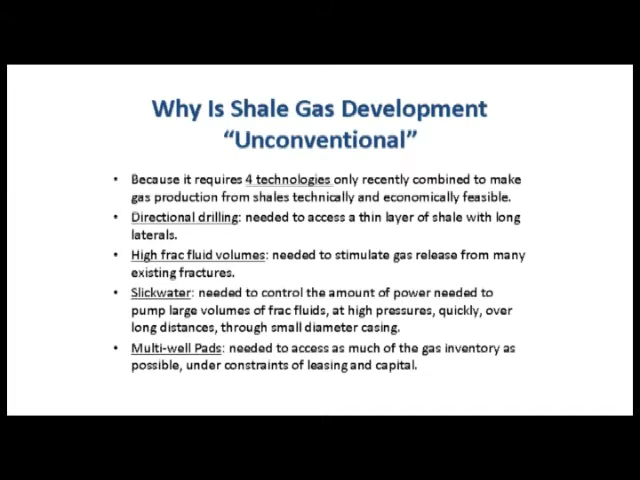 Why Is Shale Gas Development
“Unconventional”
• Because it requires 4 technologies only recently combined to make
gas production from shales technically and economically feasible.
• Directional drilling: needed to access a thin layer of shale with long
laterals.
• High frac fluid volumes: needed to stimulate gas release from many
existing fractures.
• Slickwater: needed to control the amount of power needed to
pump large volumes of frac fluids, at high pressures, quickly, over
long distances, through small diameter casing.
• Multi-well Pads: needed to access as much of the gas inventory as
possible, under constraints of leasing and capital.